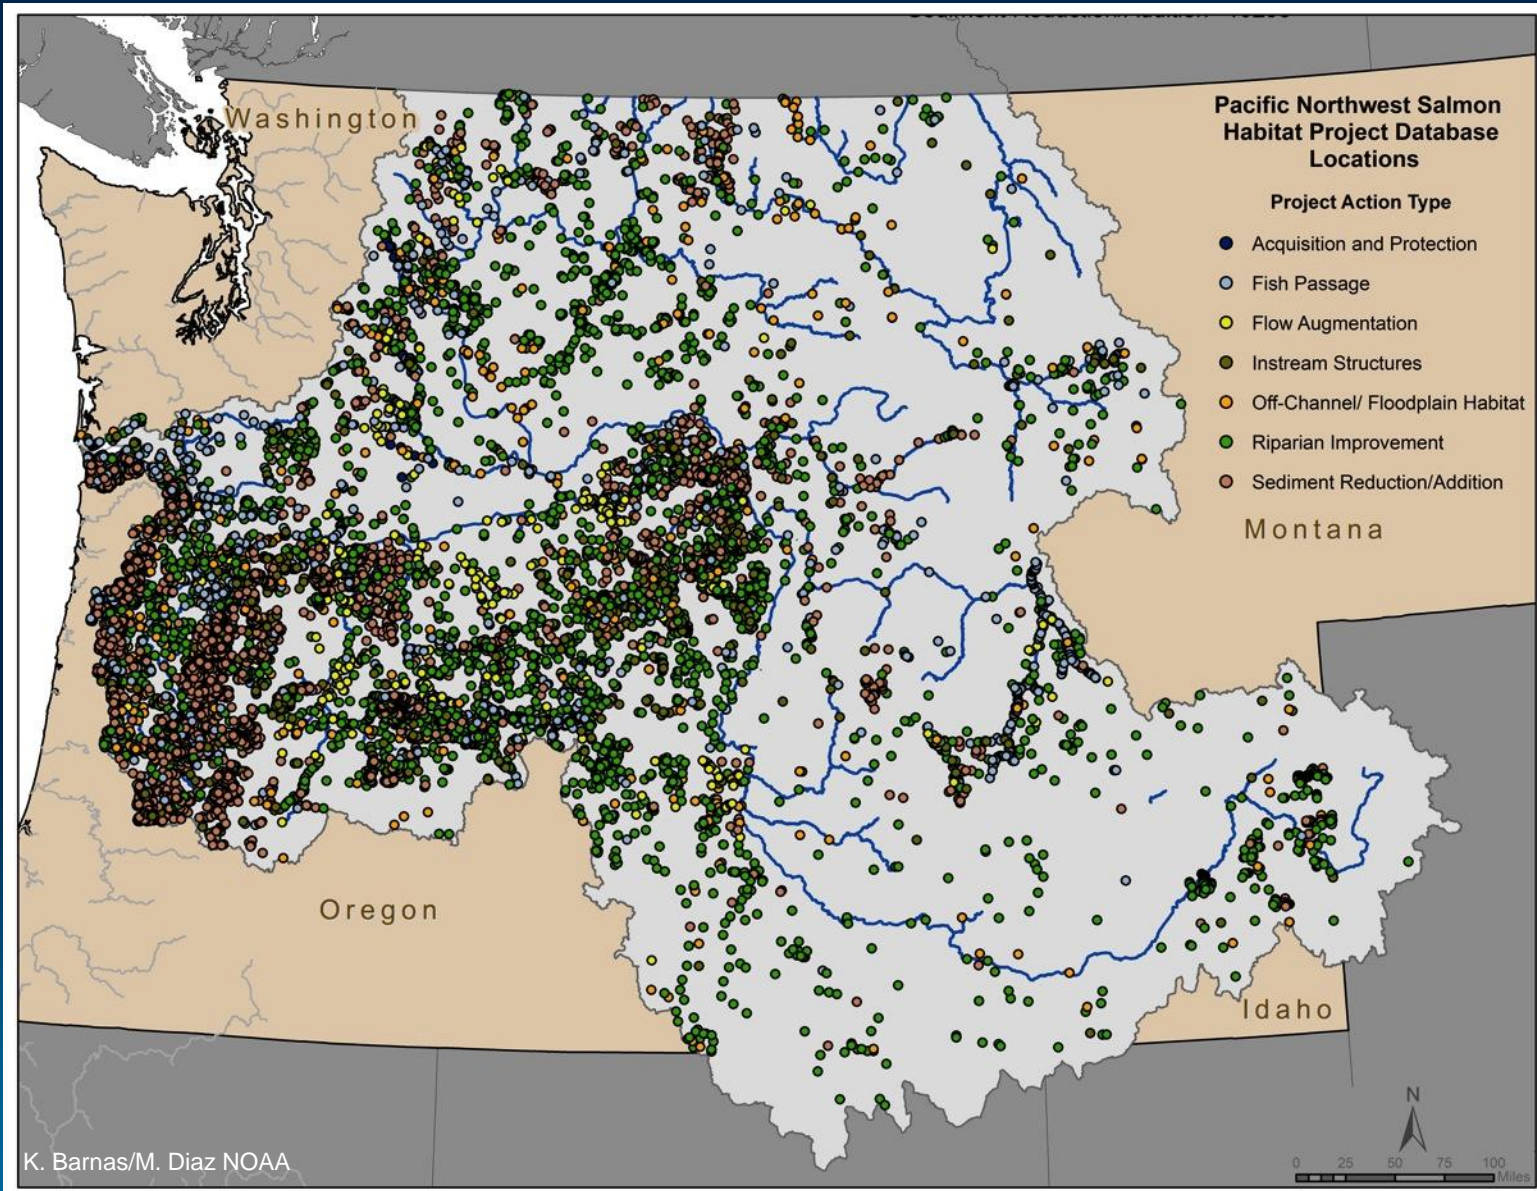 Washington
Pacific Northwest Salmon
Habitat Project Database
Locations
Project Action Type
Acquisition and Protection
Fish Passage
Flow Augmentation
Instream Structures
Off-Channel/ Floodplain Habitat
Riparian Improvement
Sediment Reduction/Addition
Montana
Oregon
Idaho
N
0 25 50 75 100
Miles
K. Barnas/M. Diaz NOAA